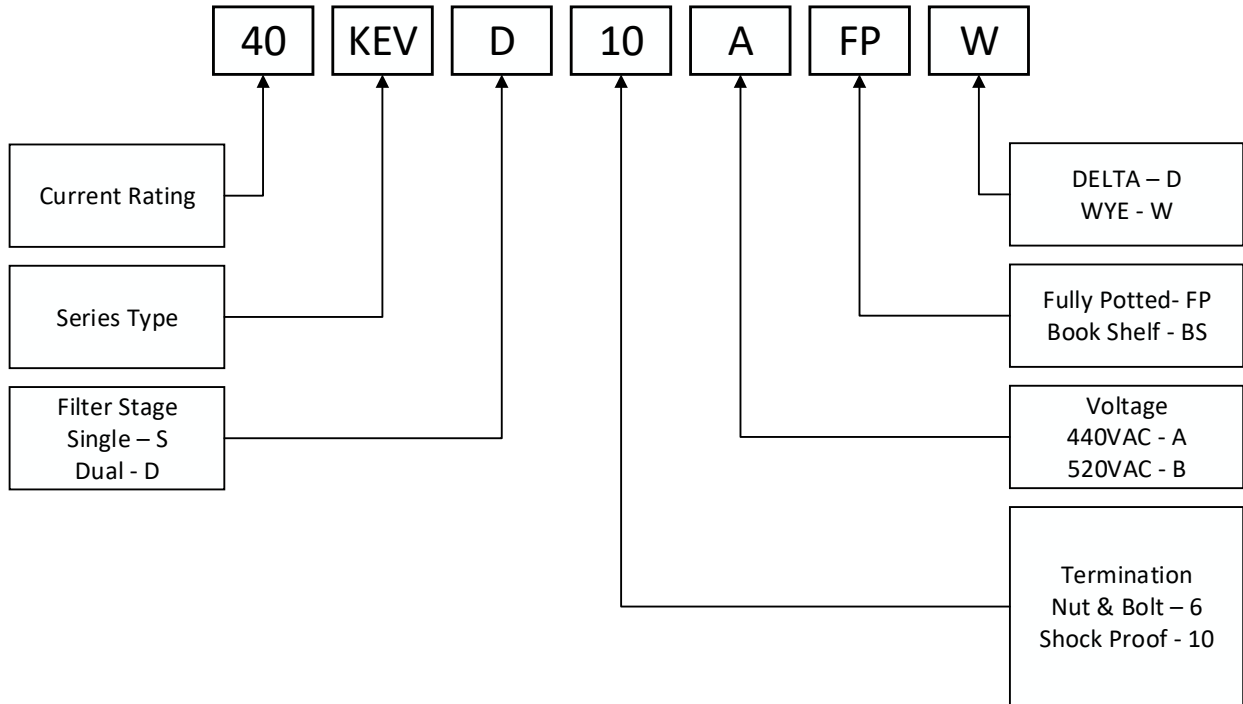 40 KEV D 10 A FP W
Current Rating
Series Type
Filter Stage
Single – S
Dual - D
DELTA – D
WYE - W
Fully Potted- FP
Book Shelf - BS
Voltage
440VAC - A
520VAC - B
Termination
Nut & Bolt – 6
Shock Proof - 10